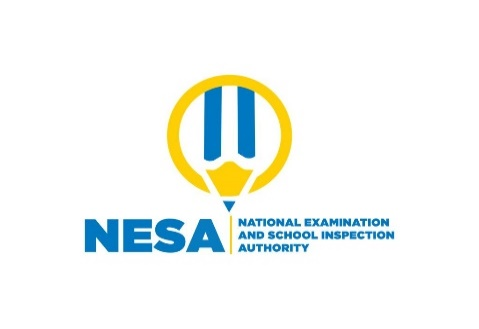 NESA
NATIONAL EXAMINATION
AND SCHOOL INSPECTION
AUTHORITY